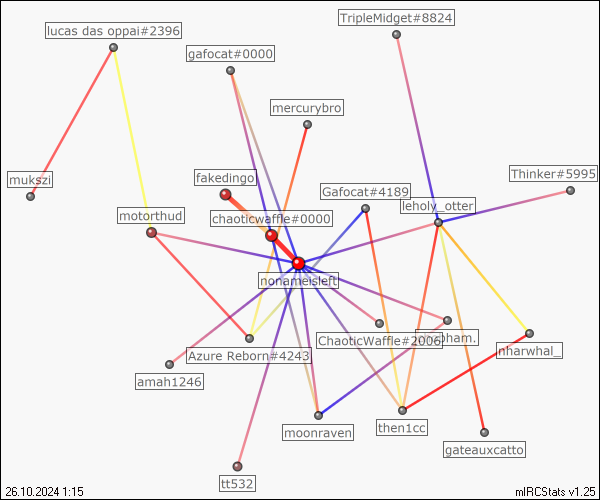 TripleMidget#8824
lucas das oppai#2396
gafocat#0000
mercurybro
mukszi
fakedingo
Thinker#5995
Gafocat#4189
leholy_otter
motorthud
chaoticwaffle#0000
nonameisleft
ChaoticWaffle#2006
nharwhal_
Azure Reborn#4243
amah1246
moonraven
then1cc
gateauxcatto
tt532
26.10.2024 1:15
mIRCStats v1.25